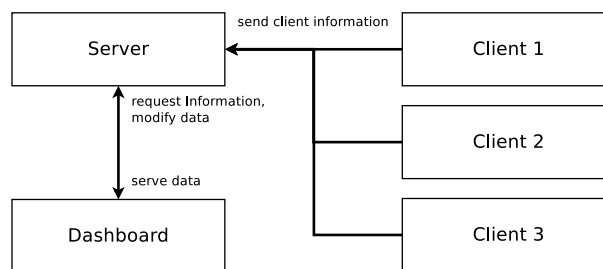 send client information
Server
Client 1
request Information,
modify data
Client 2
serve data
Dashboard
Client 3